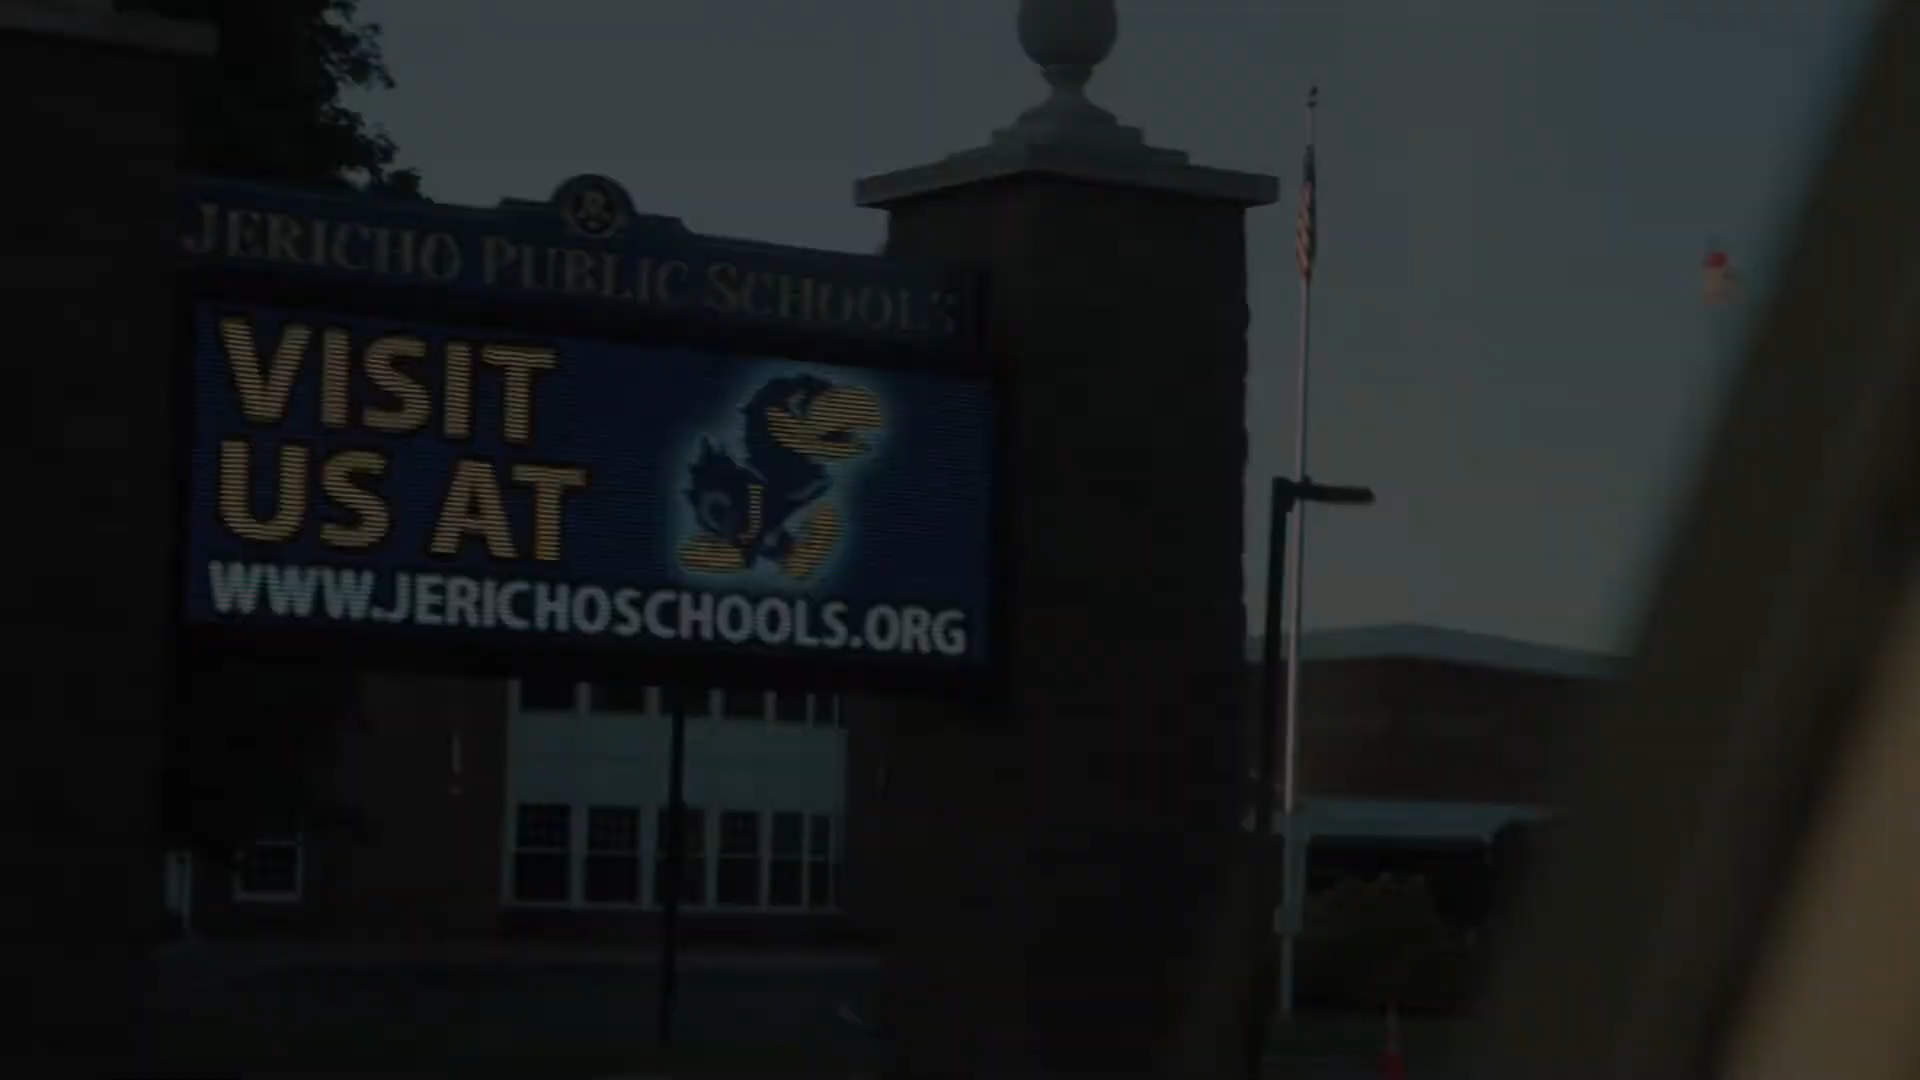 JERICHO PUBLIC SCHOOLS
VISIT
US AT
J
WWW.JERICHOSCHOOLS.ORG